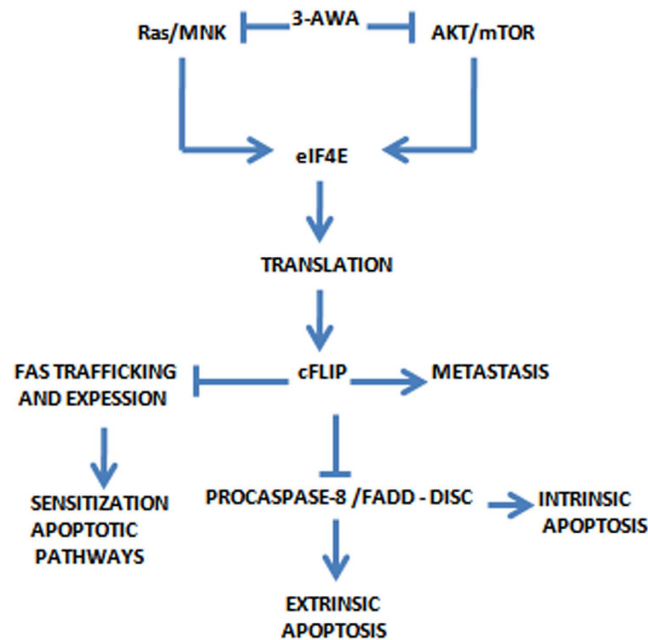 3-AWA
Ras/MNK
AKT/mTOR
eIF4E
TRANSLATION
FAS TRAFFICKING
AND EXPESSION
cFLIP
METASTASIS
SENSITIZATION
APOPTOTIC
PATHWAYS
PROCASPASE-8 /FADD - DISC
INTRINSIC
APOPTOSIS
EXTRINSIC
APOPTOSIS